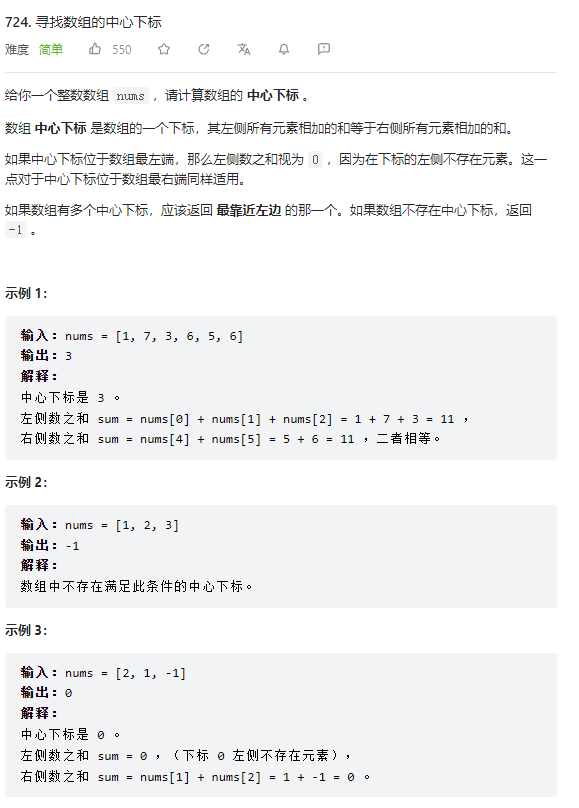 724. 寻找数组的中心下标
难度 简单 550
给你一个整数数组 nums ，请计算数组的 中心下标 。
数组 中心下标 是数组的一个下标，其左侧所有元素相加的和等于右侧所有元素相加的和。
如果中心下标位于数组最左端，那么左侧数之和视为 0 ，因为在下标的左侧不存在元素。这一
点对于中心下标位于数组最右端同样适用。
如果数组有多个中心下标，应该返回 最靠近左边 的那一个。如果数组不存在中心下标，返回
-1 。
示例 1：
输入：nums = [1, 7, 3, 6, 5, 6]
输出：3
解释：
中心下标是 3 。
左侧数之和 sum = nums[0] + nums[1] + nums[2] = 1 + 7 + 3 = 11 ，
右侧数之和 sum = nums[4] + nums[5] = 5 + 6 = 11 ，二者相等。
示例 2：
输入：nums = [1, 2, 3]
输出：-1
解释：
数组中不存在满足此条件的中心下标。
示例 3：
输入：nums = [2, 1, -1]
输出：0
解释：
中心下标是 0 。
左侧数之和 sum = 0 ，（下标 0 左侧不存在元素），
右侧数之和 sum = nums[1] + nums[2] = 1 + -1 = 0 。